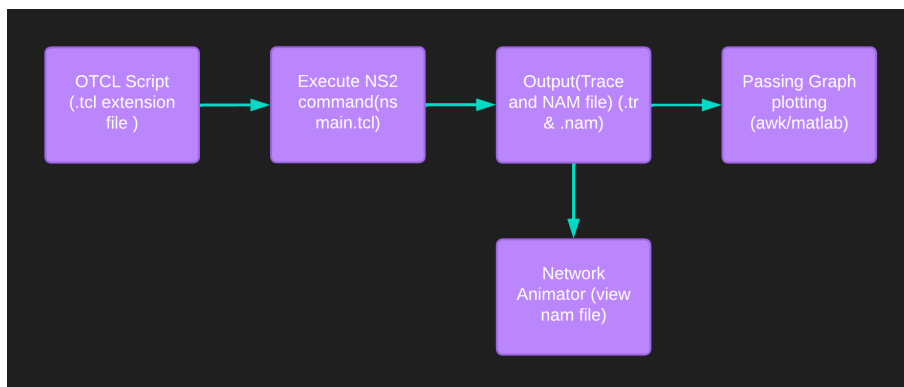 OTCL Script
(.tcl extension
file )
Execute NS2
command(ns
main.tcl)
Output(Trace
and NAM file) (.tr
& .nam)
Passing Graph
plotting
(awk/matlab)
Network
Animator (view
nam file)